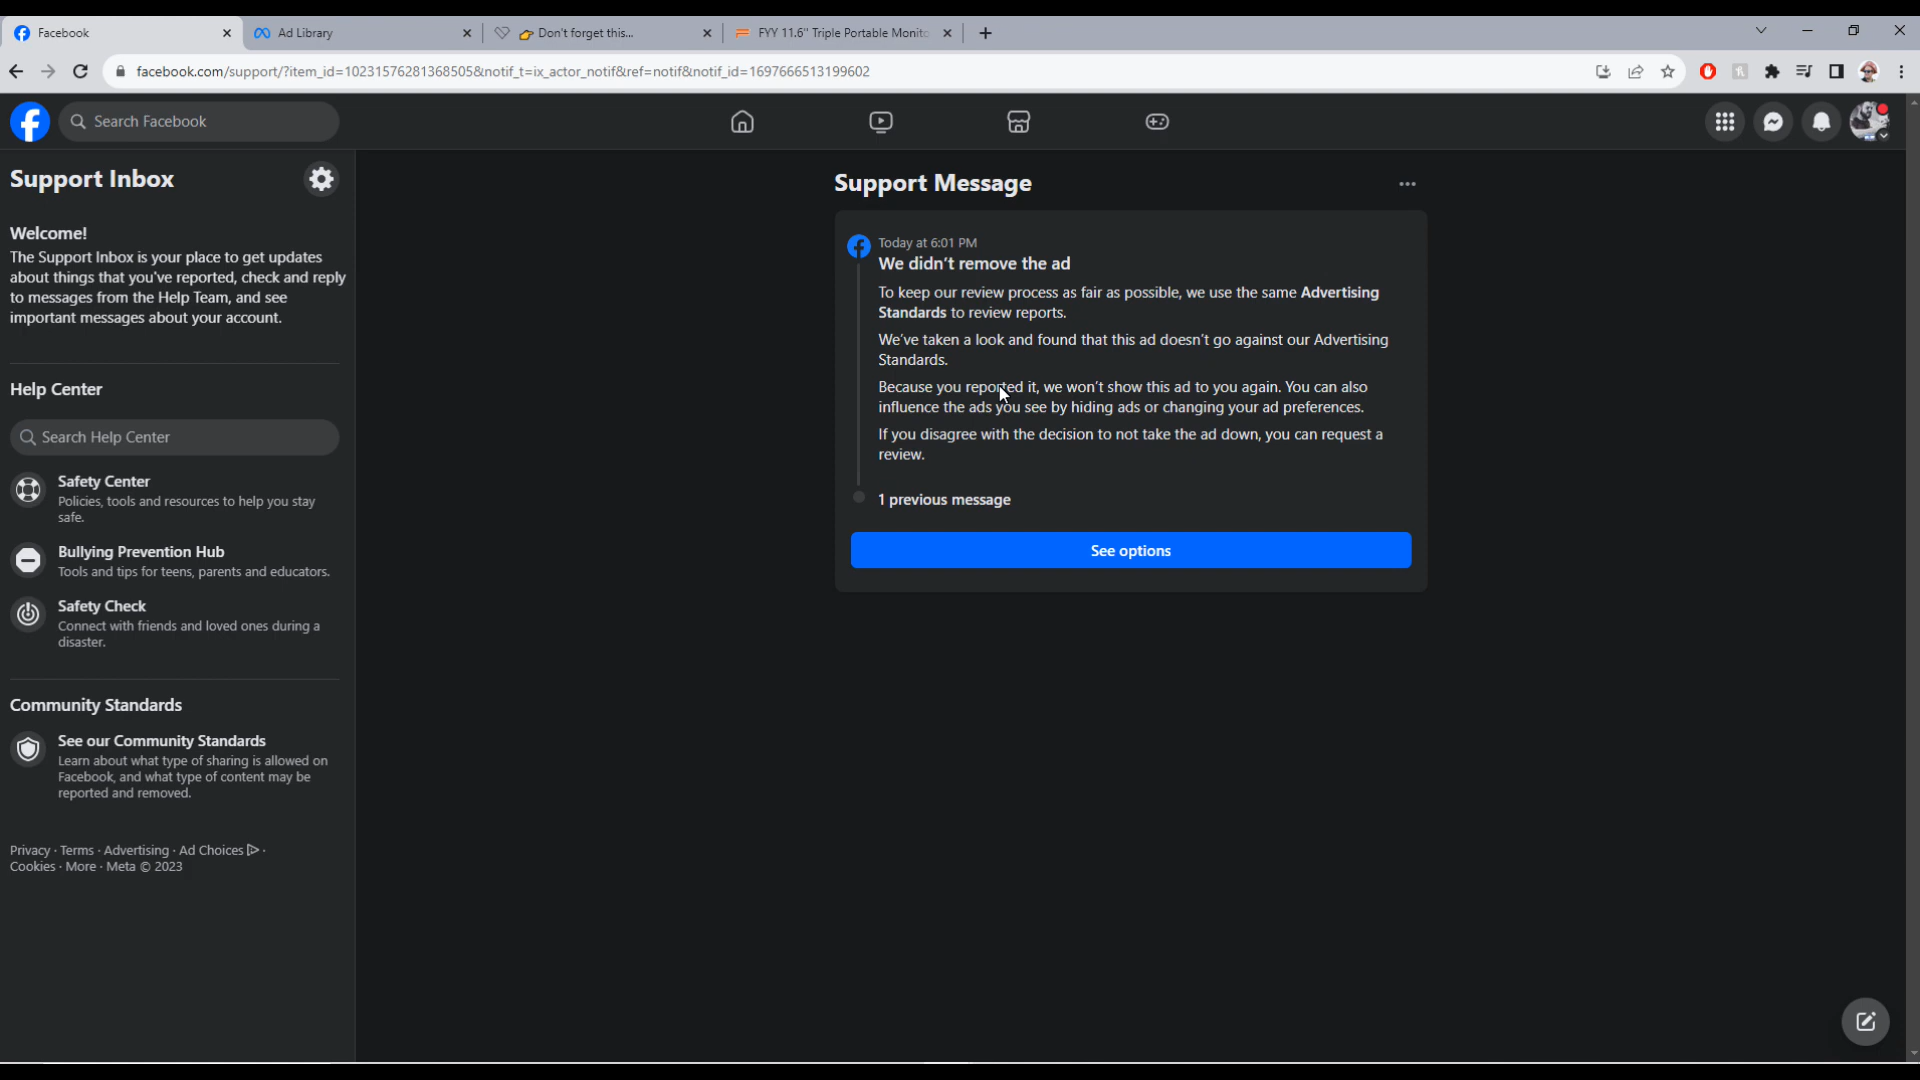 Facebook
Ad Library
👉 Don't forget this...
FYY 11.6" Triple Portable Monito
facebook.com/support/?item_id=10231576281368505&notif_t=ix_actor_notif&ref=notif&notif_id=1697666513199602
Search Facebook
Support Inbox
Welcome!
The Support Inbox is your place to get updates
about things that you've reported, check and reply
to messages from the Help Team, and see
important messages about your account.
Help Center
Search Help Center
Safety Center
Policies, tools and resources to help you stay
safe.
Bullying Prevention Hub
Tools and tips for teens, parents and educators.
Safety Check
Connect with friends and loved ones during a
disaster.
Community Standards
See our Community Standards
Learn about what type of sharing is allowed on
Facebook, and what type of content may be
reported and removed.
Privacy · Terms · Advertising · Ad Choices ·
Cookies · More · Meta © 2023
Support Message
Today at 6:01 PM
We didn't remove the ad
To keep our review process as fair as possible, we use the same Advertising
Standards to review reports.
We've taken a look and found that this ad doesn't go against our Advertising
Standards.
Because you reported it, we won't show this ad to you again. You can also
influence the ads you see by hiding ads or changing your ad preferences.
If you disagree with the decision to not take the ad down, you can request a
review.
1 previous message
See options